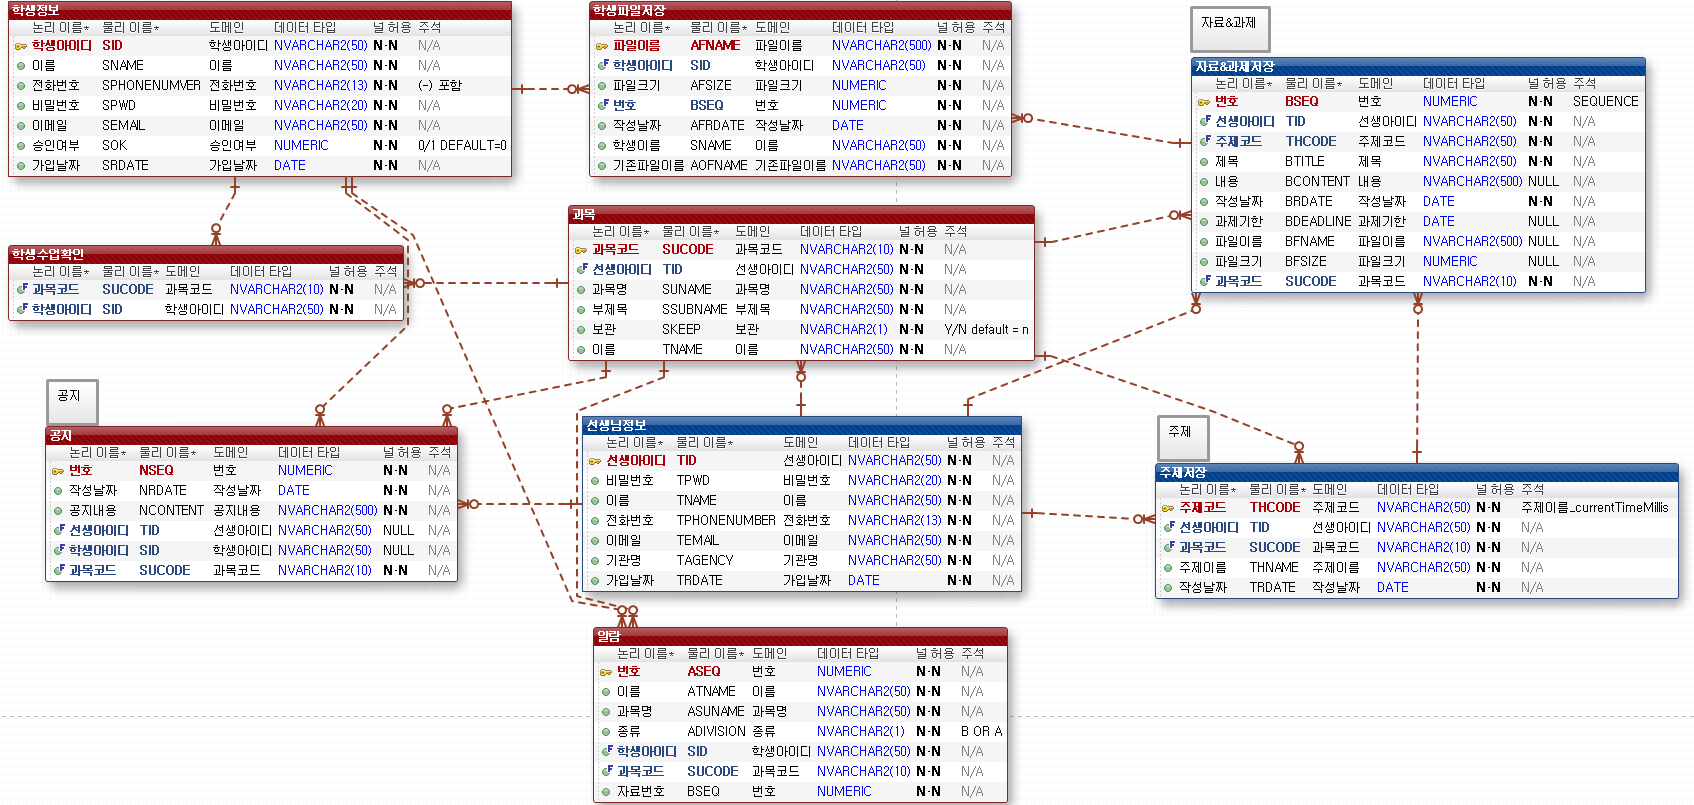 학생정보
논리 이름* 물리 이름* 도메인 데이터 타입 널 허용 주석
학생아이디 SID 학생아이디 NVARCHAR2(50) N-N N/A
이름 SNAME 이름 NVARCHAR2(50) N-N N/A
전화번호 SPHONENUMVER 전화번호 NVARCHAR2(13) N-N (-) 포함
비밀번호 SPWD 비밀번호 NVARCHAR2(20) N-N N/A
이메일 SEMAIL 이메일 NVARCHAR2(50) N-N N/A
승인여부 SOK 승인여부 NUMERIC N-N 0/1 DEFAULT=0
가입날짜 SRDATE 가입날짜 DATE N-N N/A
학생파일저장
논리 이름* 물리 이름* 도메인 데이터 타입 널 허용 주석
파일이름 AFNAME 파일이름 NVARCHAR2(500) N-N N/A
학생아이디 SID 학생아이디 NVARCHAR2(50) N-N N/A
파일크기 AFSIZE 파일크기 NUMERIC N-N N/A
번호 BSEQ 번호 NUMERIC N-N N/A
작성날짜 AFRDATE 작성날짜 DATE N-N N/A
학생이름 SNAME 이름 NVARCHAR2(50) N-N N/A
기존파일이름 AOFNAME 기존파일이름 NVARCHAR2(50) N-N N/A
자료&과제
자료&과제저장
논리 이름* 물리 이름* 도메인 데이터 타입 널 허용 주석
번호 BSEQ 번호 NUMERIC N-N SEQUENCE
선생아이디 TID 선생아이디 NVARCHAR2(50) N-N N/A
주제코드 THCODE 주제코드 NVARCHAR2(50) N-N N/A
제목 BTITLE 제목 NVARCHAR2(50) N-N N/A
내용 BCONTENT 내용 NVARCHAR2(500) NULL N/A
작성날짜 BRDATE 작성날짜 DATE N-N N/A
과제기한 BDEADLINE 과제기한 DATE NULL N/A
파일이름 BFNAME 파일이름 NVARCHAR2(500) NULL N/A
파일크기 BFSIZE 파일크기 NUMERIC NULL N/A
과목코드 SUCODE 과목코드 NVARCHAR2(10) N-N N/A
학생수업확인
논리 이름* 물리 이름* 도메인 데이터 타입 널 허용 주석
과목코드 SUCODE 과목코드 NVARCHAR2(10) N-N N/A
학생아이디 SID 학생아이디 NVARCHAR2(50) N-N N/A
과목
논리 이름* 물리 이름* 도메인 데이터 타입 널 허용 주석
과목코드 SUCODE 과목코드 NVARCHAR2(10) N-N N/A
선생아이디 TID 선생아이디 NVARCHAR2(50) N-N N/A
과목명 SUNAME 과목명 NVARCHAR2(50) N-N N/A
부제목 SSUBNAME 부제목 NVARCHAR2(50) N-N N/A
보관 SKEEP 보관 NVARCHAR2(1) N-N Y/N default = n
이름 TNAME 이름 NVARCHAR2(50) N-N N/A
공지
공지
논리 이름* 물리 이름* 도메인 데이터 타입 널 허용 주석
번호 NSEQ 번호 NUMERIC N-N N/A
작성날짜 NRDATE 작성날짜 DATE N-N N/A
공지내용 NCONTENT 공지내용 NVARCHAR2(500) N-N N/A
선생아이디 TID 선생아이디 NVARCHAR2(50) NULL N/A
학생아이디 SID 학생아이디 NVARCHAR2(50) NULL N/A
과목코드 SUCODE 과목코드 NVARCHAR2(10) N-N N/A
선생님정보
논리 이름* 물리 이름* 도메인 데이터 타입 널 허용 주석
선생아이디 TID 선생아이디 NVARCHAR2(50) N-N N/A
비밀번호 TPWD 비밀번호 NVARCHAR2(20) N-N N/A
이름 TNAME 이름 NVARCHAR2(50) N-N N/A
전화번호 TPHONENUMBER 전화번호 NVARCHAR2(13) N-N N/A
이메일 TEMAIL 이메일 NVARCHAR2(50) N-N N/A
기관명 TAGENCY 기관명 NVARCHAR2(50) N-N N/A
가입날짜 TRDATE 가입날짜 DATE N-N N/A
주제
주제저장
논리 이름* 물리 이름* 도메인 데이터 타입 널 허용 주석
주제코드 THCODE 주제코드 NVARCHAR2(50) N-N 주제이름_currentTimeMillis
선생아이디 TID 선생아이디 NVARCHAR2(50) N-N N/A
과목코드 SUCODE 과목코드 NVARCHAR2(10) N-N N/A
주제이름 THNAME 주제이름 NVARCHAR2(50) N-N N/A
작성날짜 TRDATE 작성날짜 DATE N-N N/A
알람
논리 이름* 물리 이름* 도메인 데이터 타입 널 허용 주석
번호 ASEQ 번호 NUMERIC N-N N/A
이름 ATNAME 이름 NVARCHAR2(50) N-N N/A
과목명 ASUNAME 과목명 NVARCHAR2(50) N-N N/A
종류 ADIVISION 종류 NVARCHAR2(1) N-N B OR A
학생아이디 SID 학생아이디 NVARCHAR2(50) N-N N/A
과목코드 SUCODE 과목코드 NVARCHAR2(10) N-N N/A
자료번호 BSEQ 번호 NUMERIC N-N N/A